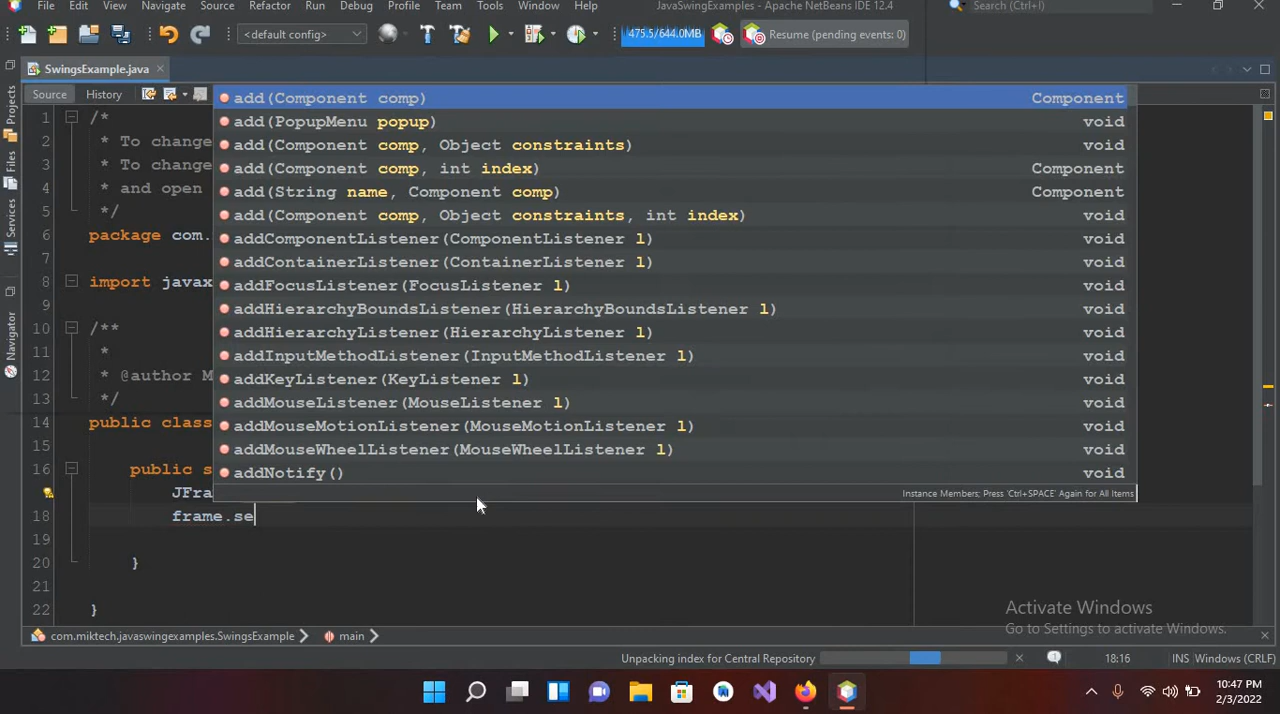 File Edit View Navigate Source Refactor Run Debug Profile Team Tools Window Help
JavaSwingExamples - Apache NetBeans IDE 12.4
Search (Ctrl+I)
<default config>
475.5/644.0MB
Resume (pending events: 0)
SwingsExample.java
Source History
Projects
Files
Services
Navigator
add(Component comp) Component
add(PopupMenu popup) void
add(Component comp, Object constraints) void
add(Component comp, int index) Component
add(String name, Component comp) Component
add(Component comp, Object constraints, int index) void
addComponentListener(ComponentListener l) void
addContainerListener(ContainerListener l) void
addFocusListener(FocusListener l) void
addHierarchyBoundsListener(HierarchyBoundsListener l) void
addHierarchyListener(HierarchyListener l) void
addInputMethodListener(InputMethodListener l) void
addKeyListener(KeyListener l) void
addMouseListener(MouseListener l) void
addMouseMotionListener(MouseMotionListener l) void
addMouseWheelListener(MouseWheelListener l) void
addNotify() void
Instance Members; Press 'Ctrl+SPACE' Again for All Items
1 /*
2 * To change
3 * To change
4 * and open
5 */
6 package com.
7
8 import javax
9
10 /**
11 *
12 * @author M
13 */
14 public class
15
16 public s
JFra
18 frame.se
19
20 }
21
22 }
com.miktech.javaswingexamples.SwingsExample main
Activate Windows
Go to Settings to activate Windows.
Unpacking index for Central Repository
18:16 INS Windows (CRLF)
10:47 PM
2/3/2022